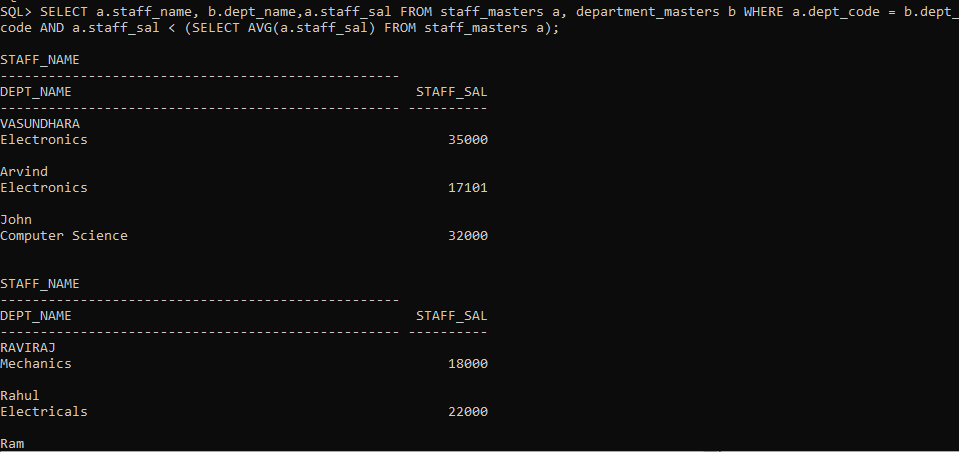 SQL> SELECT a.staff_name, b.dept_name,a.staff_sal FROM staff_masters a, department_masters b WHERE a.dept_code = b.dept_
code AND a.staff_sal < (SELECT AVG(a.staff_sal) FROM staff_masters a);
STAFF_NAME
--------------------------------------------------
DEPT_NAME                                           STAFF_SAL
-------------------------------------------------- ----------
VASUNDHARA
Electronics                                             35000
Arvind
Electronics                                             17101
John
Computer Science                                        32000
STAFF_NAME
--------------------------------------------------
DEPT_NAME                                           STAFF_SAL
-------------------------------------------------- ----------
RAVIRAJ
Mechanics                                               18000
Rahul
Electricals                                             22000
Ram